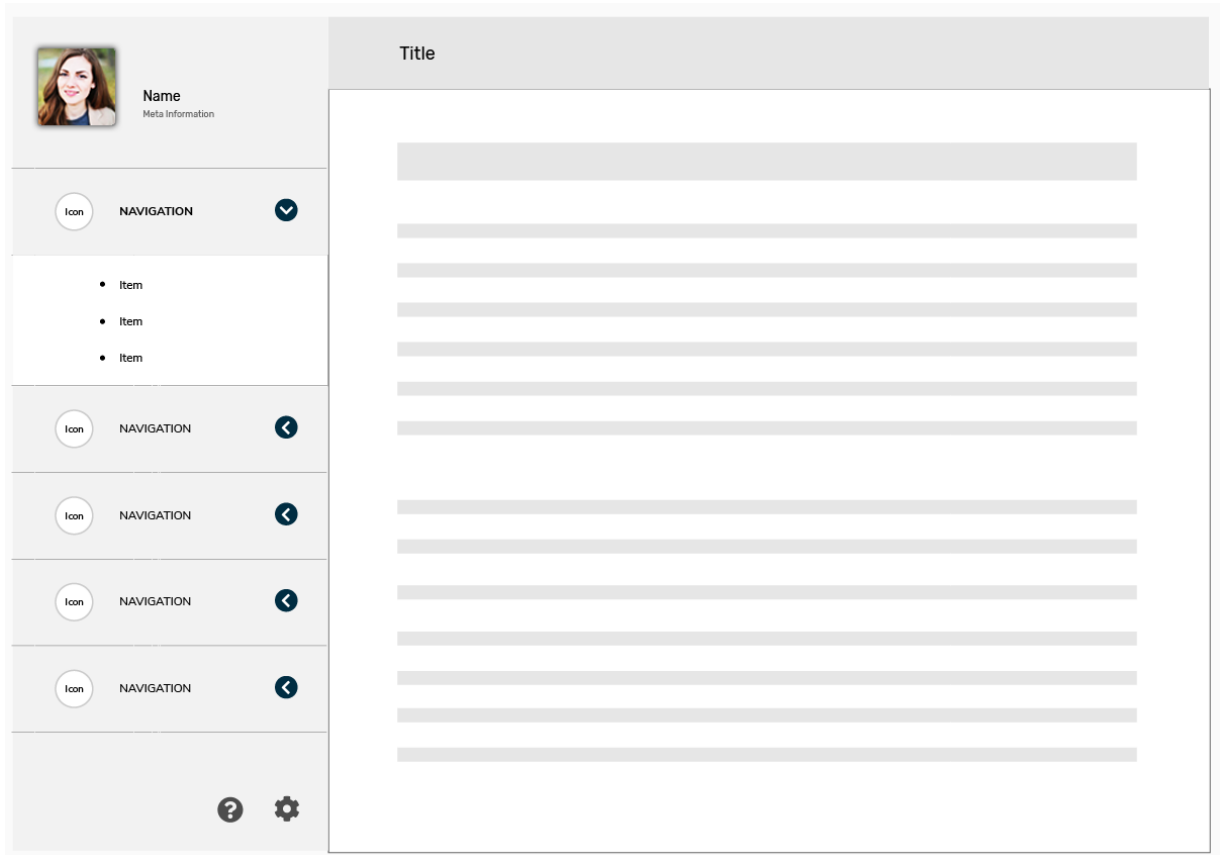 Title
Name
Meta Information
Icon NAVIGATION
Item
Item
Item
Icon NAVIGATION
Icon NAVIGATION
Icon NAVIGATION
Icon NAVIGATION
?